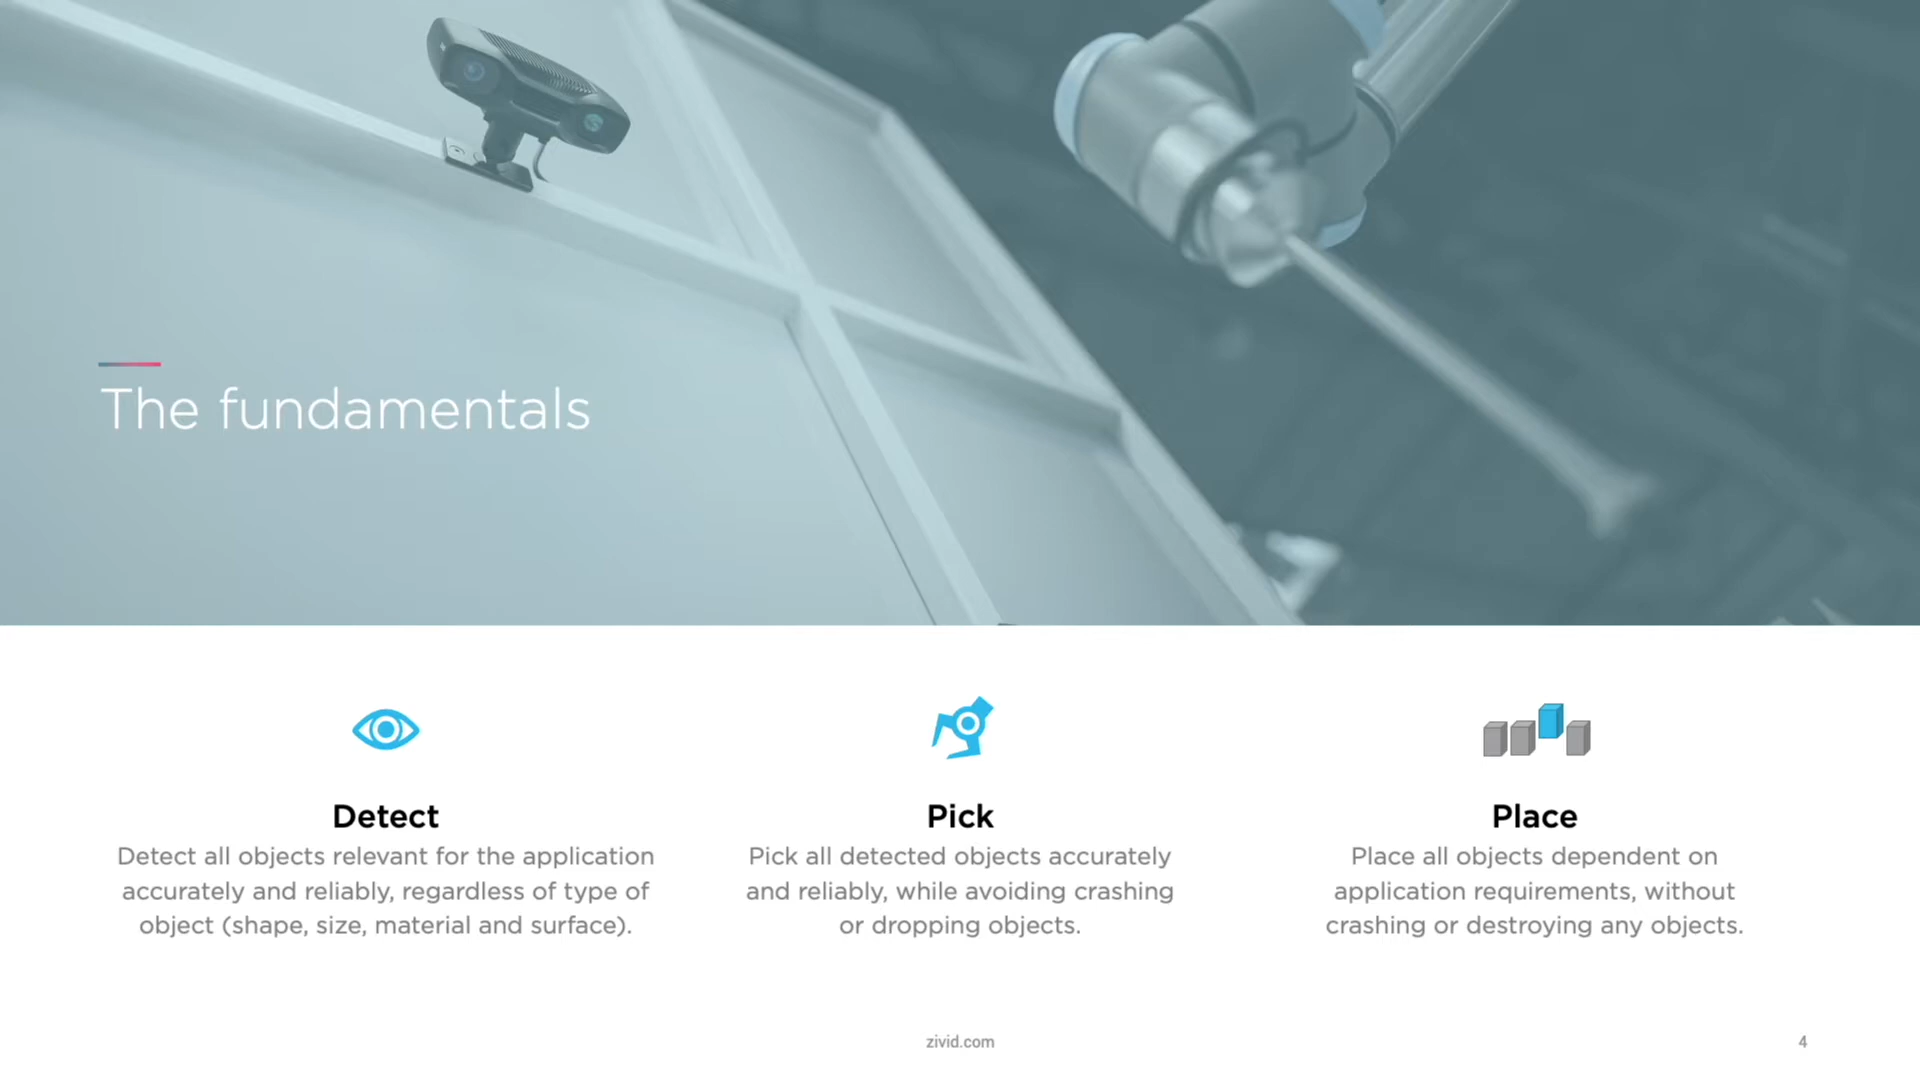 The fundamentals
Detect
Detect all objects relevant for the application
accurately and reliably, regardless of type of
object (shape, size, material and surface).
Pick
Pick all detected objects accurately
and reliably, while avoiding crashing
or dropping objects.
Place
Place all objects dependent on
application requirements, without
crashing or destroying any objects.
zivid.com
4